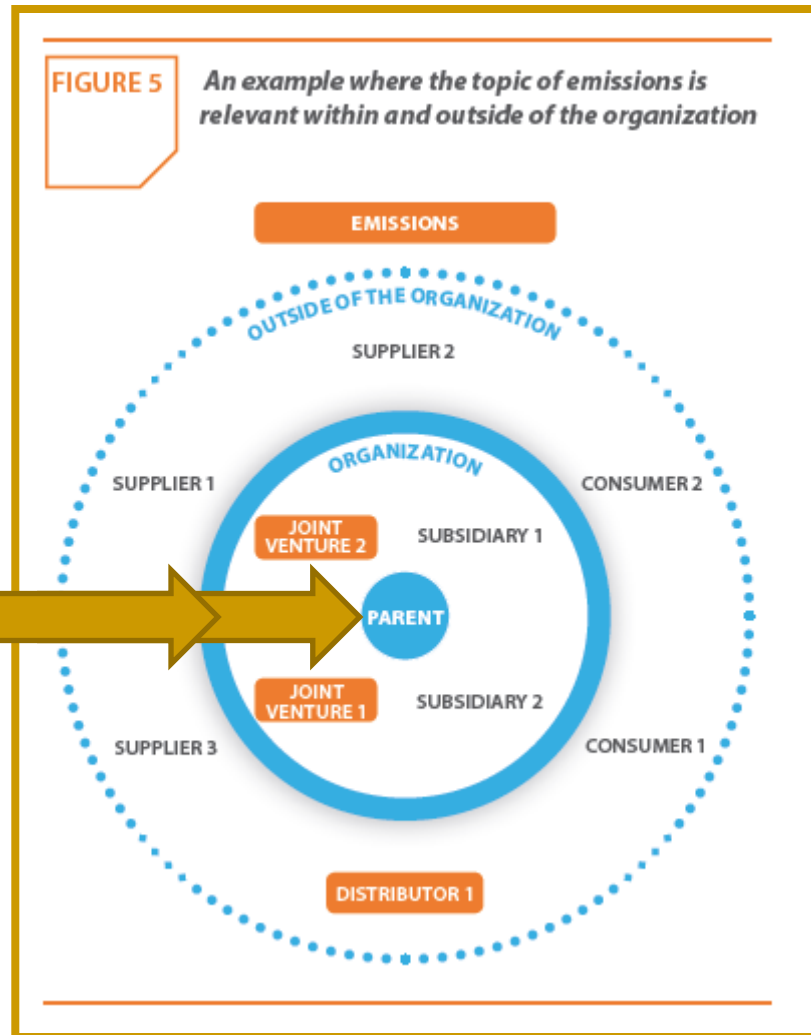 FIGURE 5
An example where the topic of emissions is
relevant within and outside of the organization
EMISSIONS
OUTSIDE OF THE ORGANIZATION
SUPPLIER 2
ORGANIZATION
SUPPLIER 1
CONSUMER 2
JOINT
VENTURE 2
SUBSIDIARY 1
PARENT
JOINT
VENTURE 1
SUBSIDIARY 2
SUPPLIER 3
CONSUMER 1
DISTRIBUTOR 1